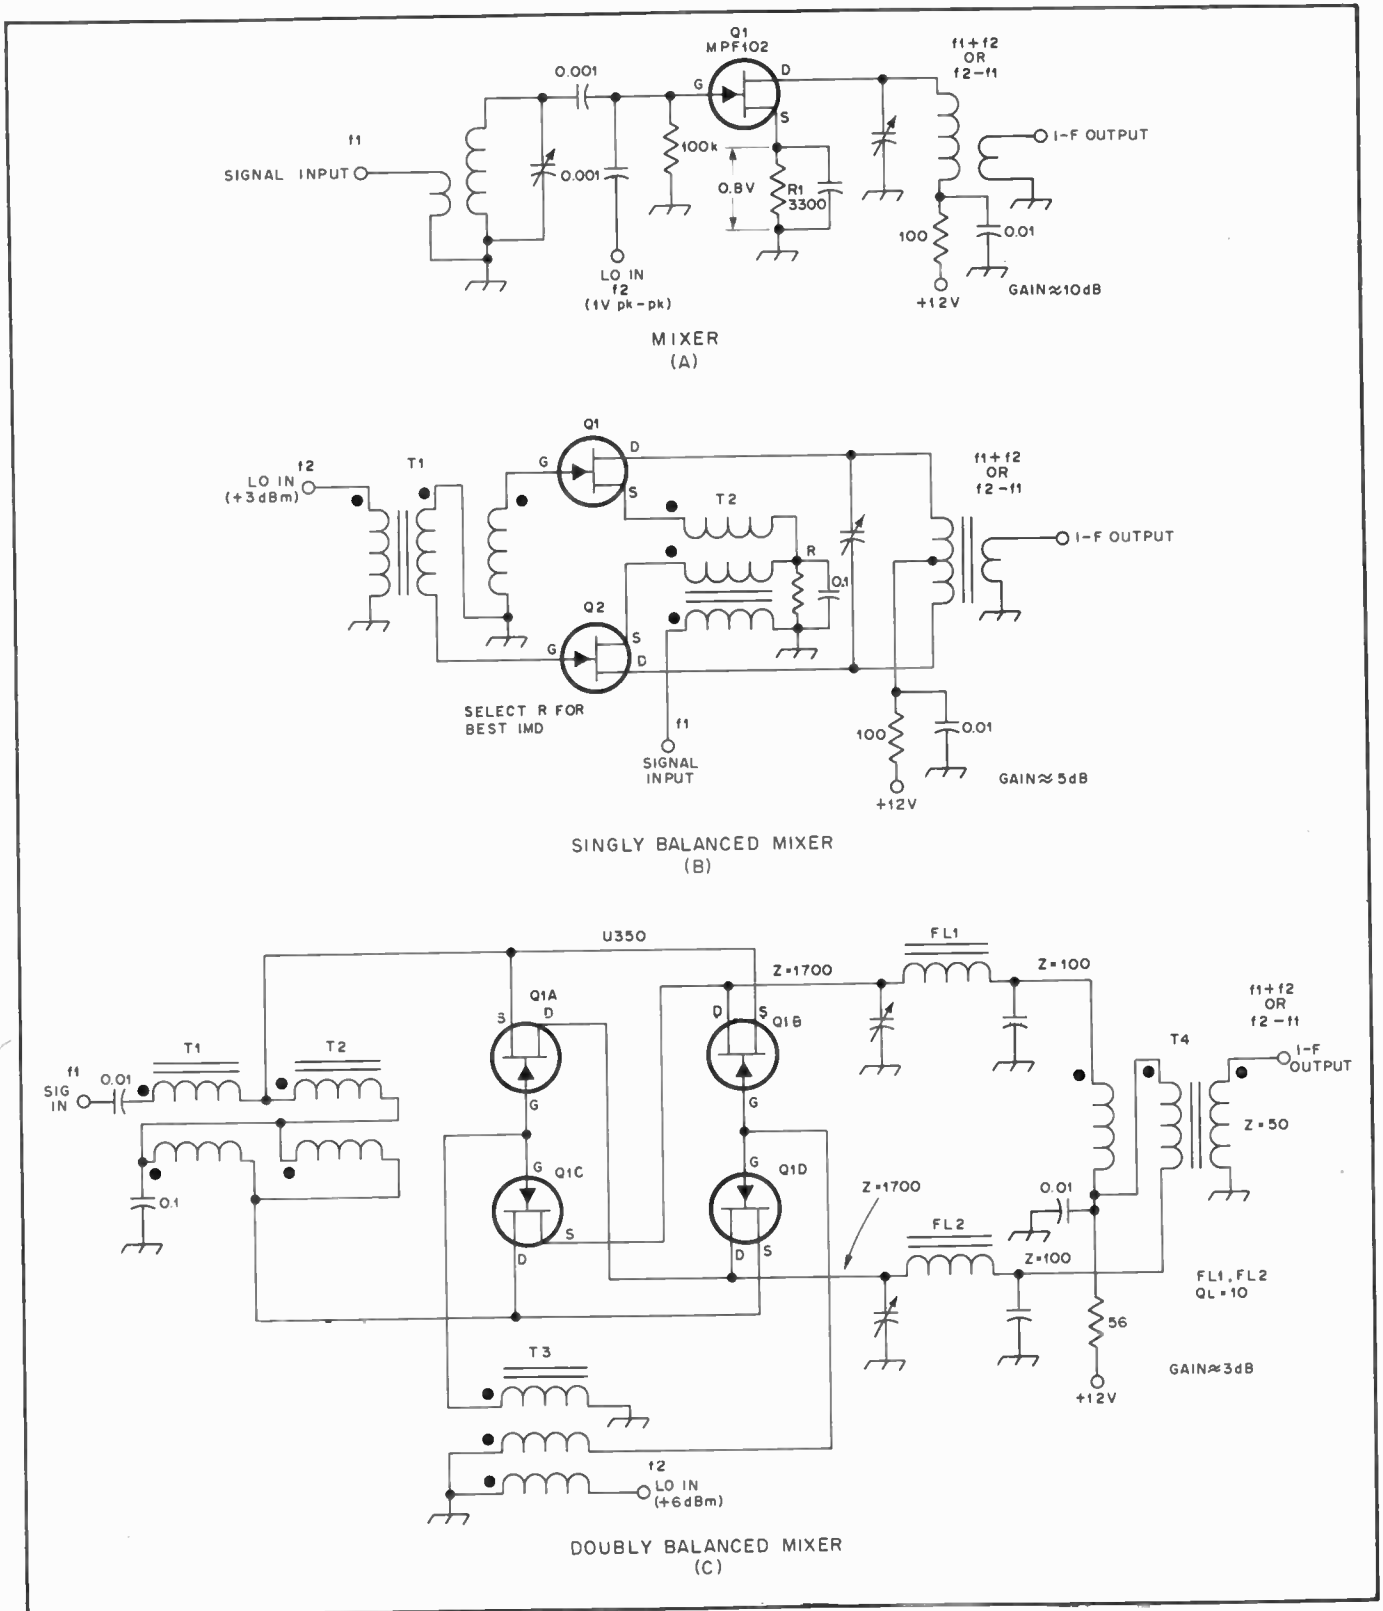 Q1
MPF102
f1+f2
OR
f2-f1
0.001
G
D
S
f1
SIGNAL INPUT
0.001
100k
0.8V
R1
3300
I-F OUTPUT
100
0.01
LO IN
f2
(1V pk-pk)
+12V
GAIN≈10dB
MIXER
(A)
Q1
f2
LO IN
(+3dBm)
T1
G
D
S
T2
f1+f2
OR
f2-f1
R
0.1
I-F OUTPUT
Q2
S
G
D
SELECT R FOR
BEST IMD
f1
SIGNAL
INPUT
100
0.01
GAIN≈5dB
+12V
SINGLY BALANCED MIXER
(B)
U350
FL1
Z=1700
Z=100
f1+f2
OR
f2-f1
Q1A
S
D
D
S
Q1B
T1
T2
T4
f1
SIG
IN
0.01
I-F
OUTPUT
G
G
Z=50
G
Q1C
G
Q1D
Z=1700
0.1
0.01
S
D
D
S
FL2
Z=100
FL1, FL2
QL=10
56
T3
GAIN≈3dB
+12V
f2
LO IN
(+6dBm)
DOUBLY BALANCED MIXER
(C)